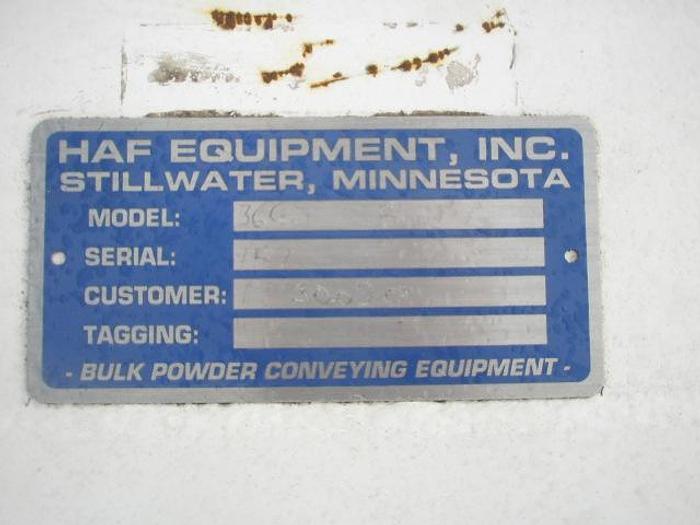 HAF EQUIPMENT, INC.
STILLWATER, MINNESOTA
MODEL:
SERIAL:
CUSTOMER:
TAGGING:
- BULK POWDER CONVEYING EQUIPMENT -